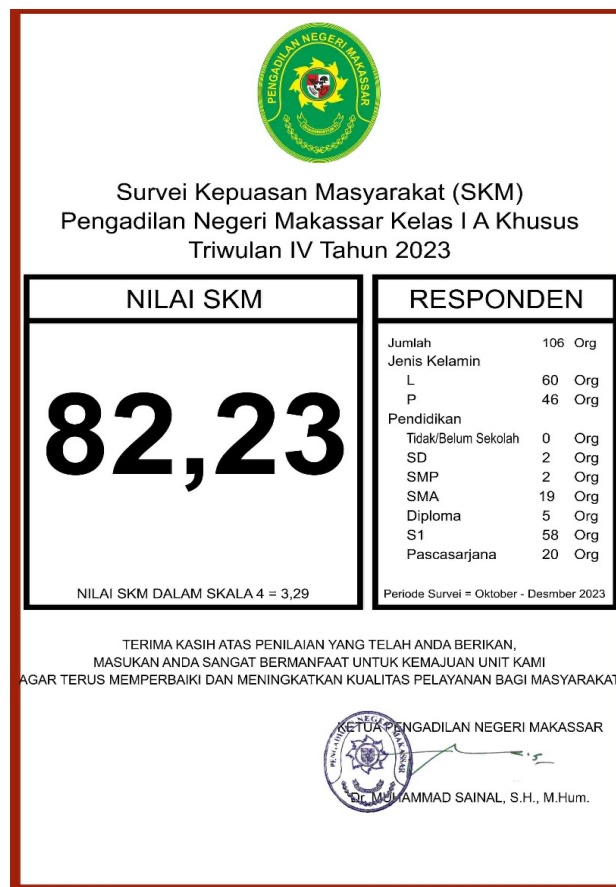 PENGADILAN NEGERI MAKASSAR
Survei Kepuasan Masyarakat (SKM)
Pengadilan Negeri Makassar Kelas I A Khusus
Triwulan IV Tahun 2023
NILAI SKM
82,23
NILAI SKM DALAM SKALA 4 = 3,29
RESPONDEN
Jumlah 106 Org
Jenis Kelamin
L 60 Org
P 46 Org
Pendidikan
Tidak/Belum Sekolah 0 Org
SD 2 Org
SMP 2 Org
SMA 19 Org
Diploma 5 Org
S1 58 Org
Pascasarjana 20 Org
Periode Survei = Oktober - Desmber 2023
TERIMA KASIH ATAS PENILAIAN YANG TELAH ANDA BERIKAN,
MASUKAN ANDA SANGAT BERMANFAAT UNTUK KEMAJUAN UNIT KAMI
AGAR TERUS MEMPERBAIKI DAN MENINGKATKAN KUALITAS PELAYANAN BAGI MASYARAKAT
KETUA PENGADILAN NEGERI MAKASSAR
PENGADILAN NEGERI MAKASSAR
Dr. MUHAMMAD SAINAL, S.H., M.Hum.